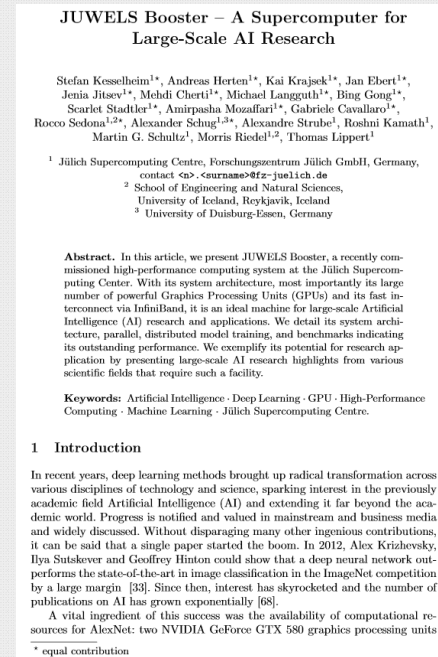 JUWELS Booster – A Supercomputer for
Large-Scale AI Research
Stefan Kesselheim1⋆, Andreas Herten1⋆, Kai Krajsek1⋆, Jan Ebert1⋆,
Jenia Jitsev1⋆, Mehdi Cherti1⋆, Michael Langguth1⋆, Bing Gong1⋆,
Scarlet Stadtler1⋆, Amirpasha Mozaffari1⋆, Gabriele Cavallaro1⋆,
Rocco Sedona1,2⋆, Alexander Schug1,3⋆, Alexandre Strube1, Roshni Kamath1,
Martin G. Schultz1, Morris Riedel1,2, Thomas Lippert1
1 Jülich Supercomputing Centre, Forschungszentrum Jülich GmbH, Germany,
contact <n>.<surname>@fz-juelich.de
2 School of Engineering and Natural Sciences,
University of Iceland, Reykjavik, Iceland
3 University of Duisburg-Essen, Germany
Abstract. In this article, we present JUWELS Booster, a recently com-
missioned high-performance computing system at the Jülich Supercom-
puting Center. With its system architecture, most importantly its large
number of powerful Graphics Processing Units (GPUs) and its fast in-
terconnect via InfiniBand, it is an ideal machine for large-scale Artificial
Intelligence (AI) research and applications. We detail its system archi-
tecture, parallel, distributed model training, and benchmarks indicating
its outstanding performance. We exemplify its potential for research ap-
plication by presenting large-scale AI research highlights from various
scientific fields that require such a facility.
Keywords: Artificial Intelligence · Deep Learning · GPU · High-Performance
Computing · Machine Learning · Jülich Supercomputing Centre.
1 Introduction
In recent years, deep learning methods brought up radical transformation across
various disciplines of technology and science, sparking interest in the previously
academic field Artificial Intelligence (AI) and extending it far beyond the aca-
demic world. Progress is notified and valued in mainstream and business media
and widely discussed. Without disparaging many other ingenious contributions,
it can be said that a single paper started the boom. In 2012, Alex Krizhevsky,
Ilya Sutskever and Geoffrey Hinton could show that a deep neural network out-
performs the state-of-the-art in image classification in the ImageNet competition
by a large margin [33]. Since then, interest has skyrocketed and the number of
publications on AI has grown exponentially [68].
A vital ingredient of this success was the availability of computational re-
sources for AlexNet: two NVIDIA GeForce GTX 580 graphics processing units
⋆ equal contribution